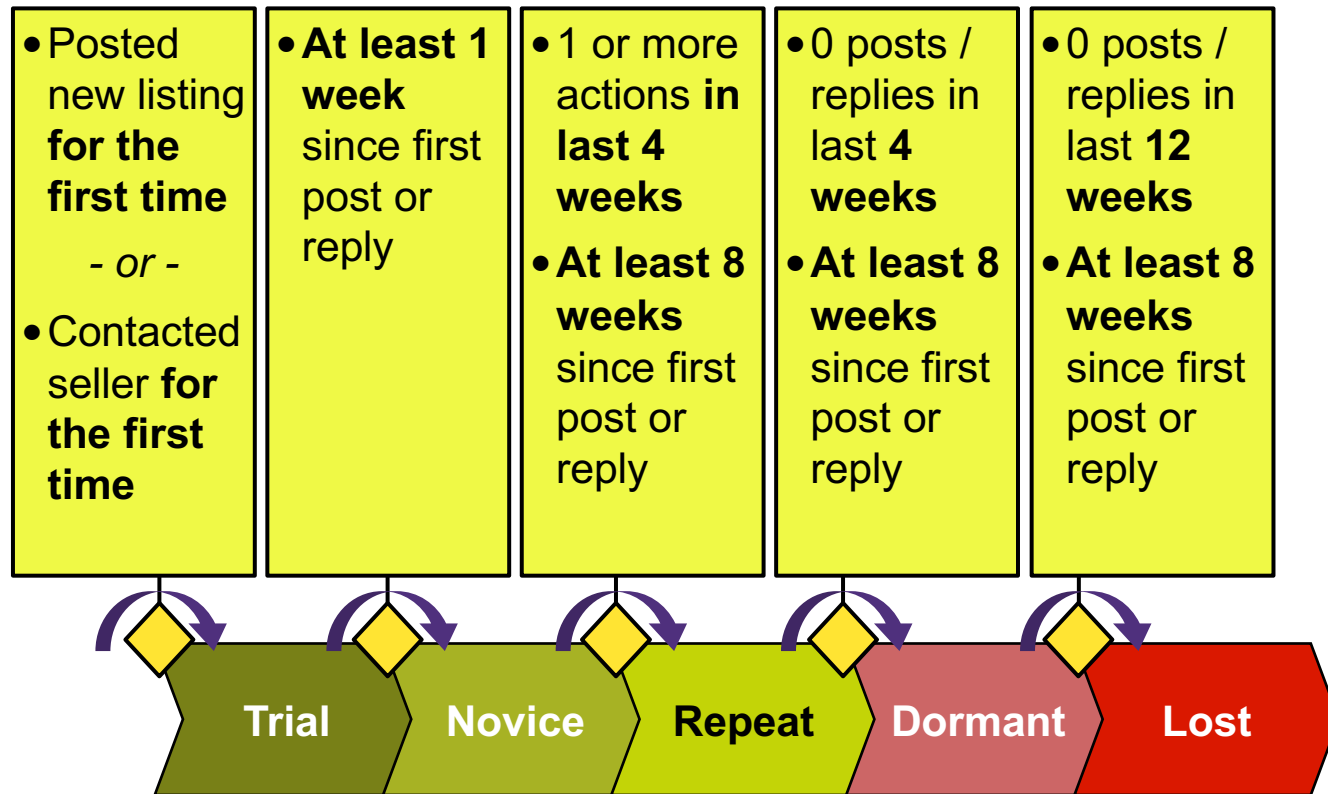 • Posted
new listing
for the
first time
- or -
• Contacted
seller for
the first
time
• At least 1
week
since first
post or
reply
• 1 or more
actions in
last 4
weeks
• At least 8
weeks
since first
post or
reply
• 0 posts /
replies in
last 4
weeks
• At least 8
weeks
since first
post or
reply
• 0 posts /
replies in
last 12
weeks
• At least 8
weeks
since first
post or
reply
Trial
Novice
Repeat
Dormant
Lost